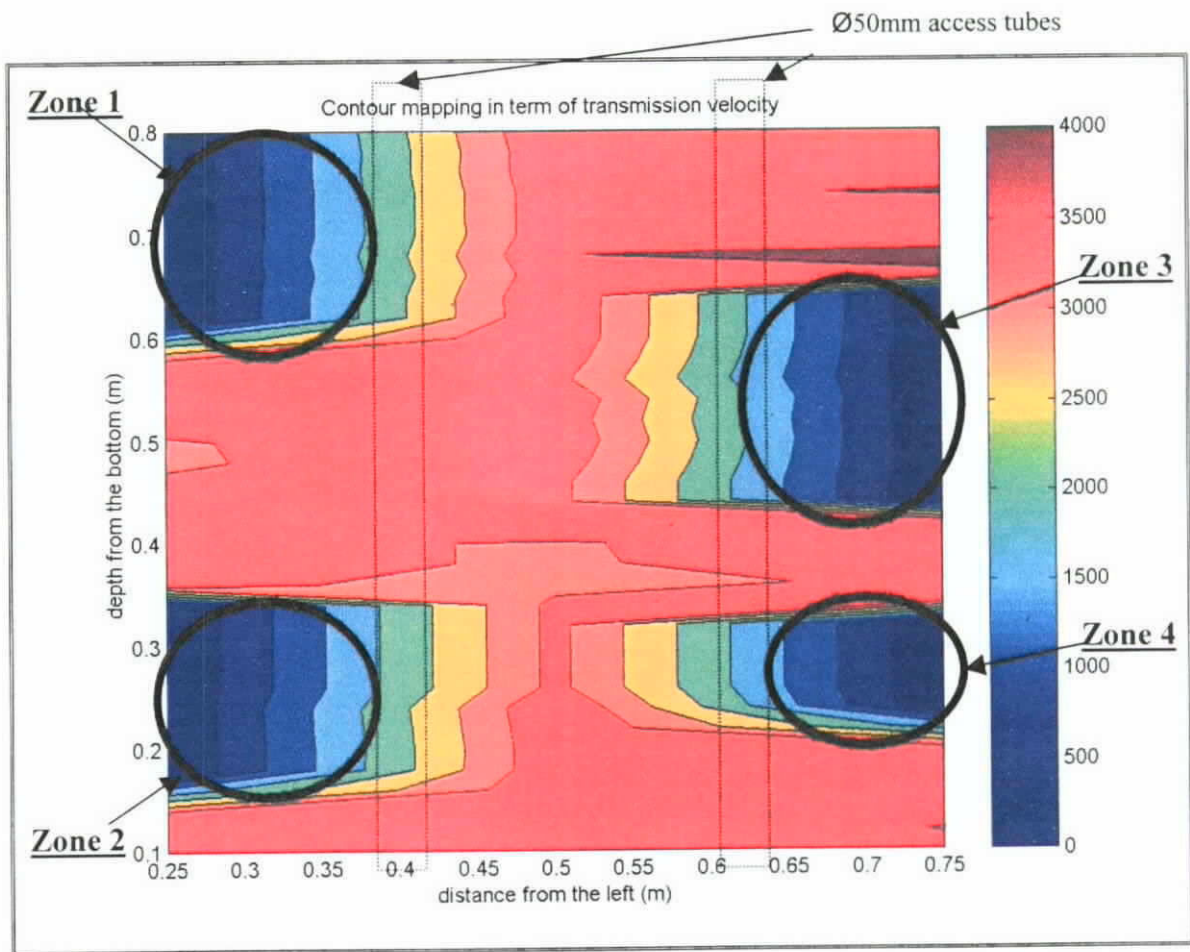 Ø50mm access tubes
Zone 1
Contour mapping in term of transmission velocity
0.8
0.7
0.6
0.5
0.4
0.3
0.2
0.1
depth from the bottom (m)
0.25 0.3 0.35 0.4 0.45 0.5 0.55 0.6 0.65 0.7 0.75
distance from the left (m)
4000
3500
3000
2500
2000
1500
1000
500
0
Zone 3
Zone 4
Zone 2